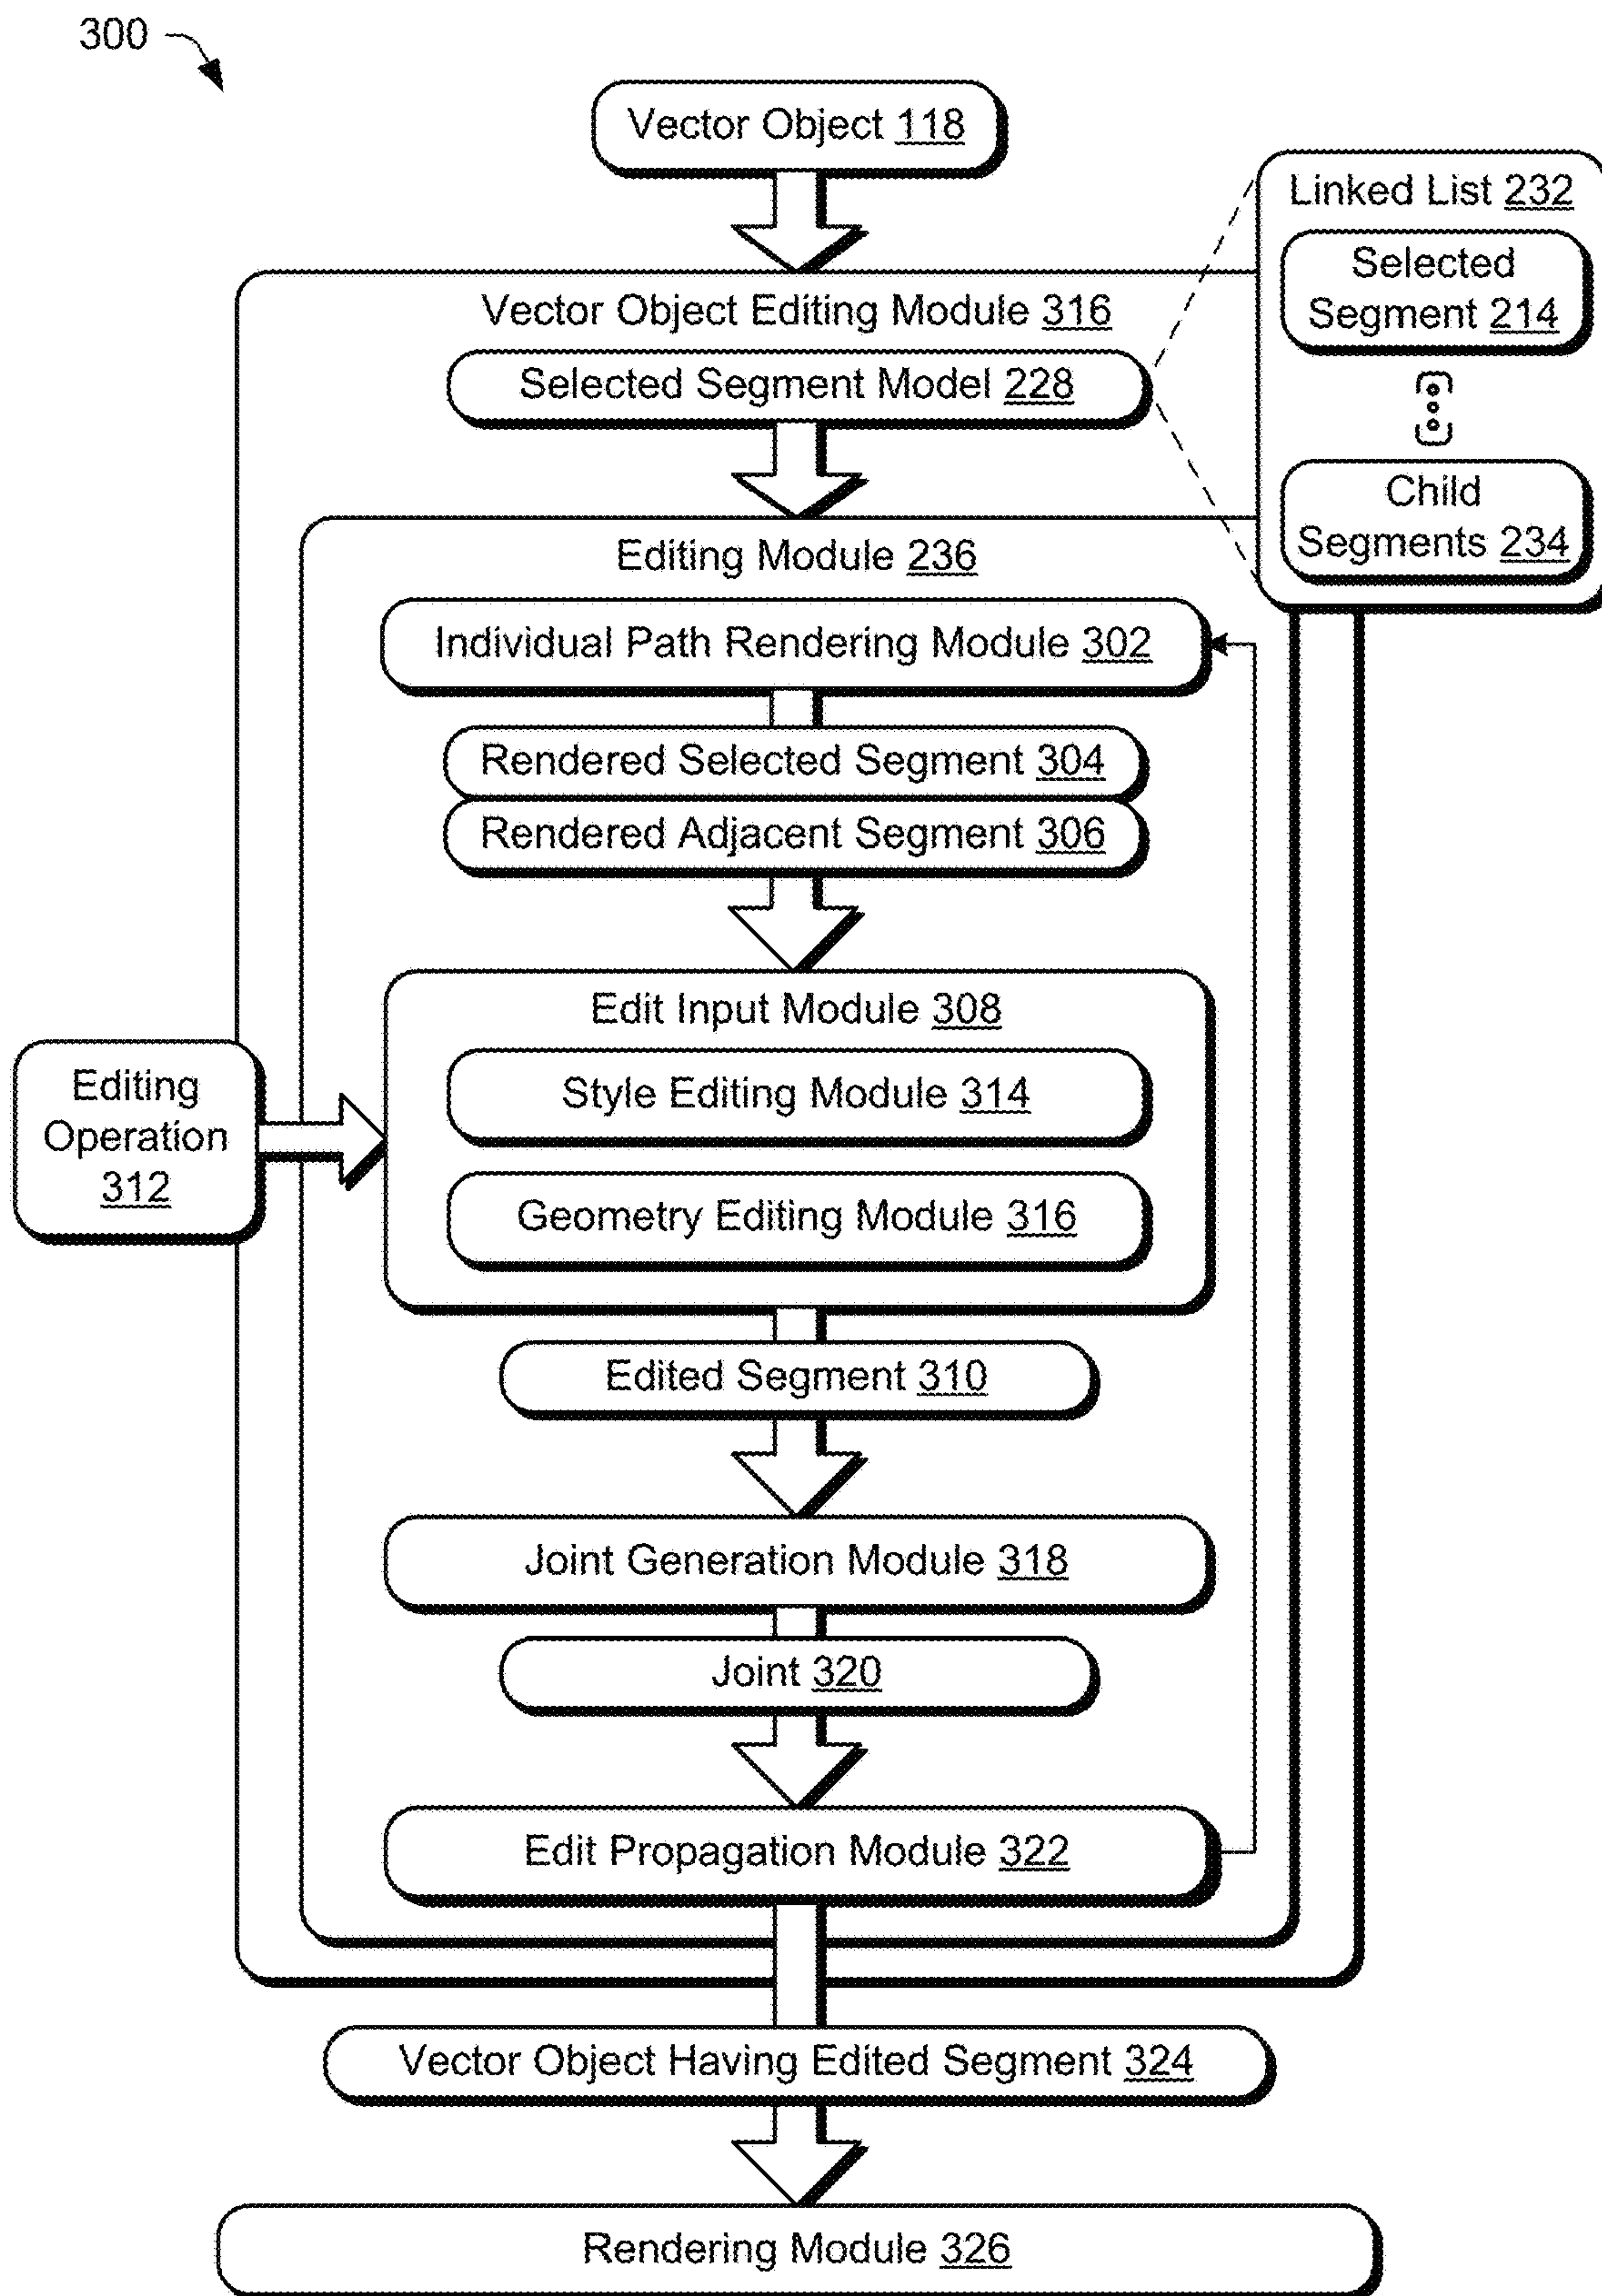 300
Vector Object 118
Linked List 232
Selected
Segment 214
Child
Segments 234
Vector Object Editing Module 316
Selected Segment Model 228
Editing Module 236
Individual Path Rendering Module 302
Rendered Selected Segment 304
Rendered Adjacent Segment 306
Edit Input Module 308
Style Editing Module 314
Geometry Editing Module 316
Editing
Operation
312
Edited Segment 310
Joint Generation Module 318
Joint 320
Edit Propagation Module 322
Vector Object Having Edited Segment 324
Rendering Module 326